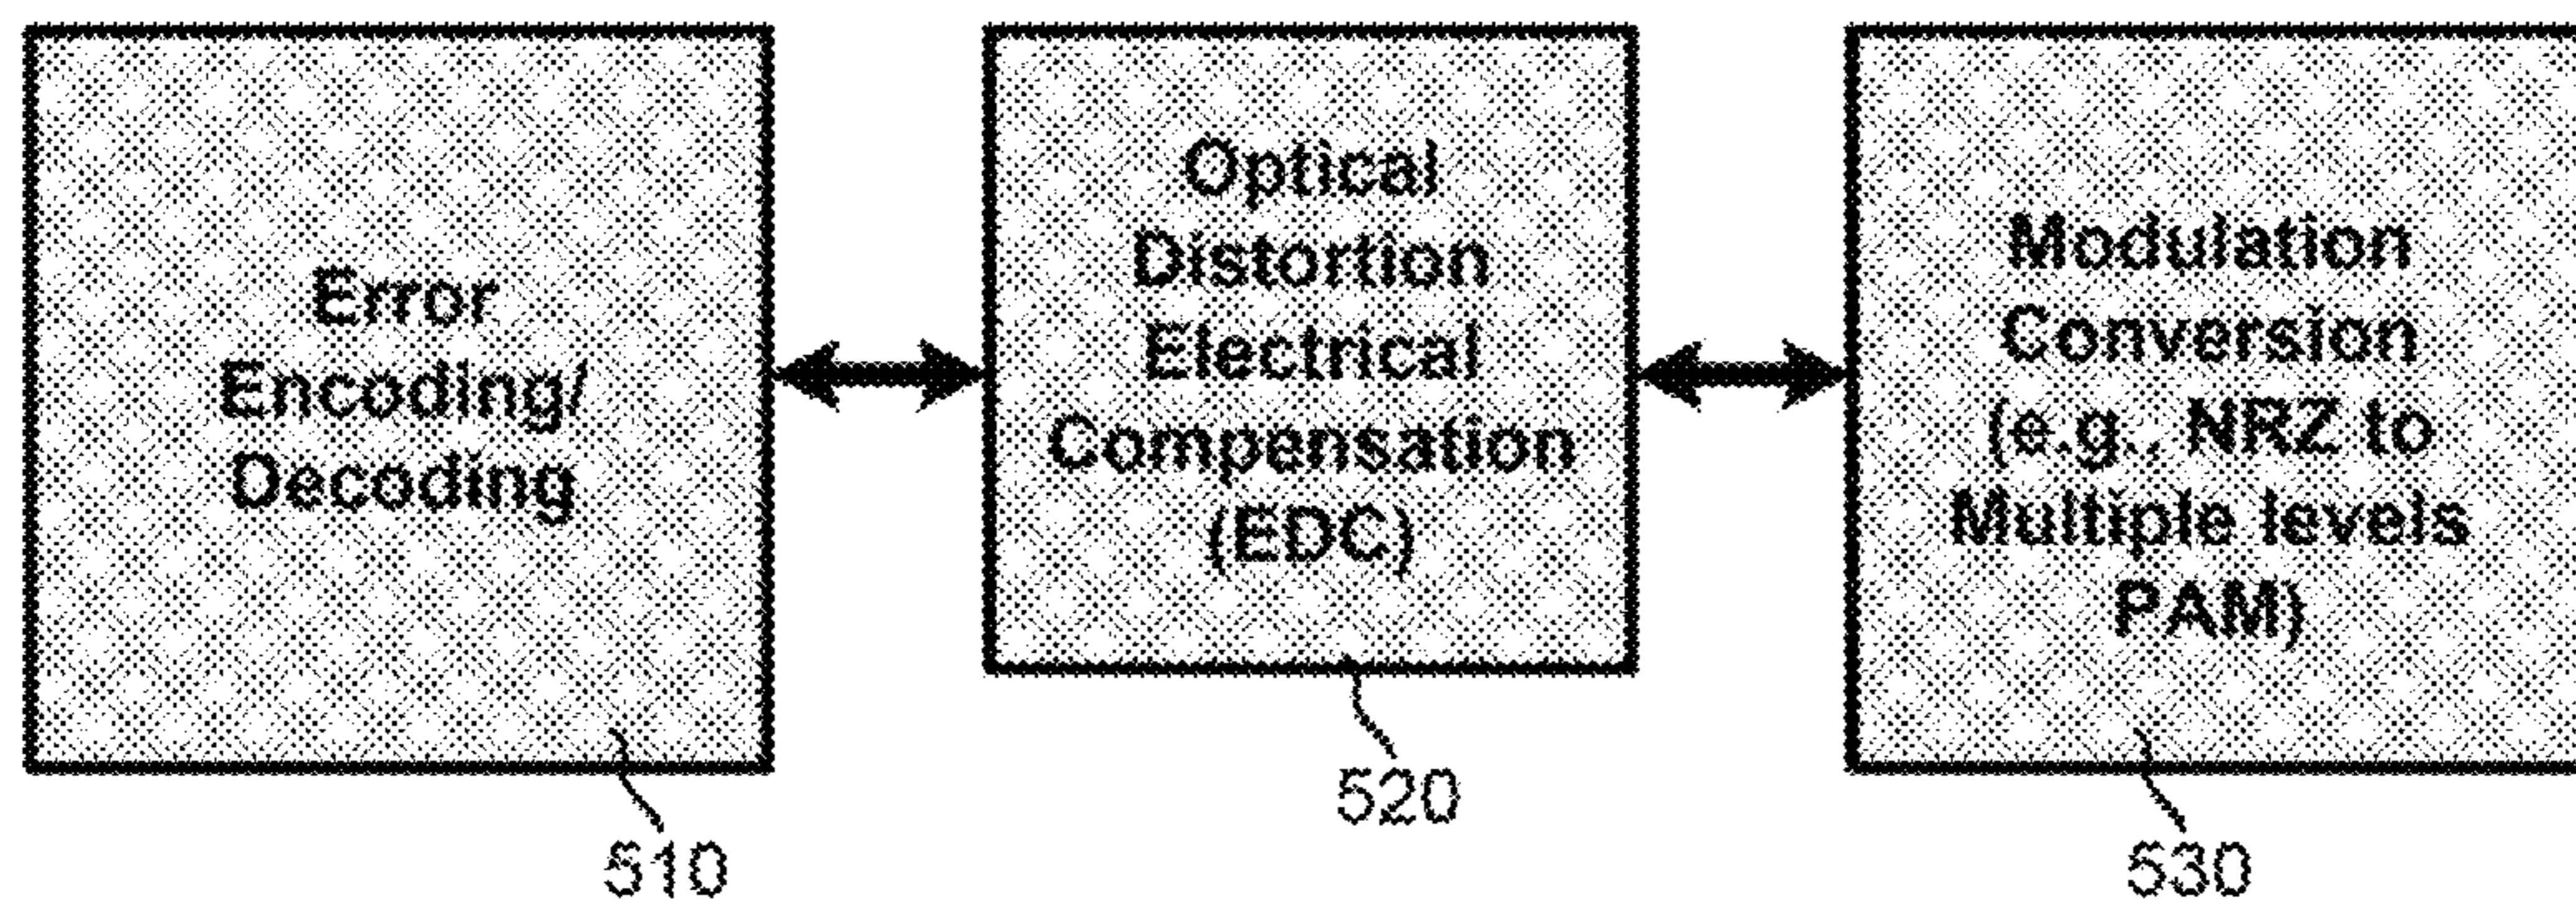 Error
Encoding/
Decoding
Optical
Distortion
Electrical
Compensation
(EDC)
Modulation
Conversion
(e.g., NRZ to
Multiple levels
PAM)
510
520
530